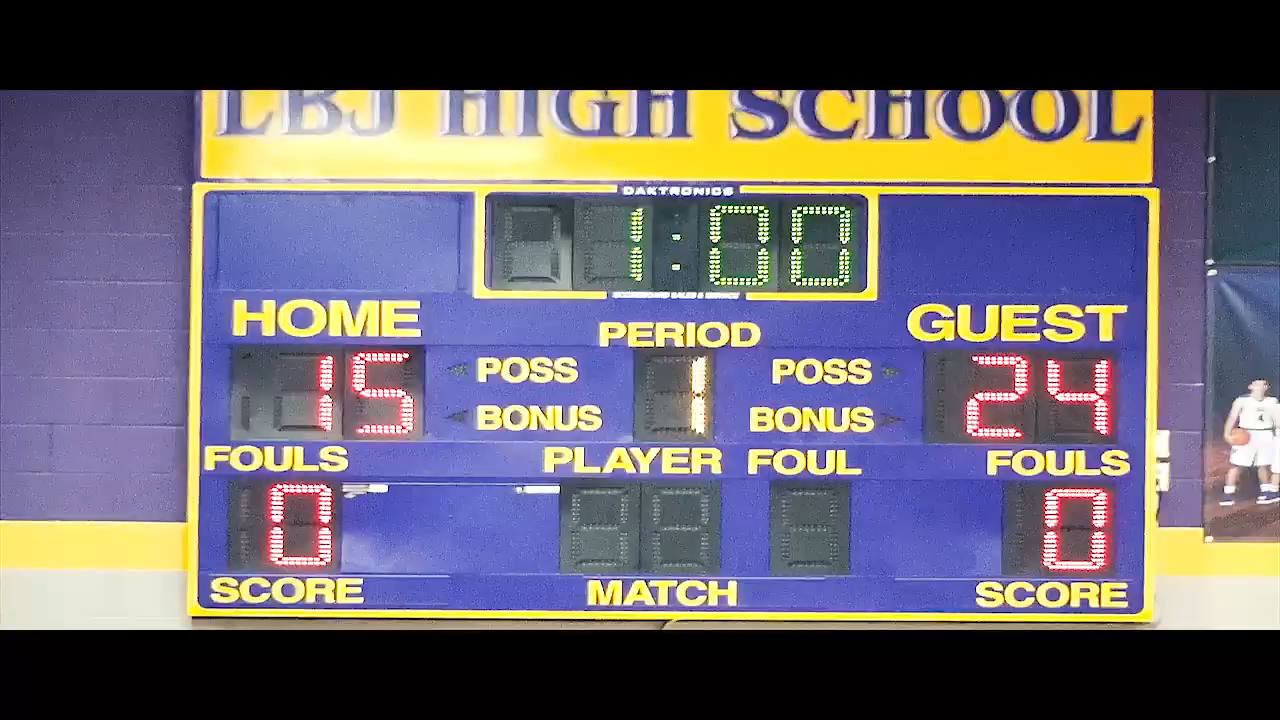 LBJ HIGH SCHOOL
DAKTRONICS
1:00
HOME PERIOD GUEST
15 POSS 1 POSS 24
BONUS BONUS
FOULS PLAYER FOUL FOULS
0 0
SCORE MATCH SCORE